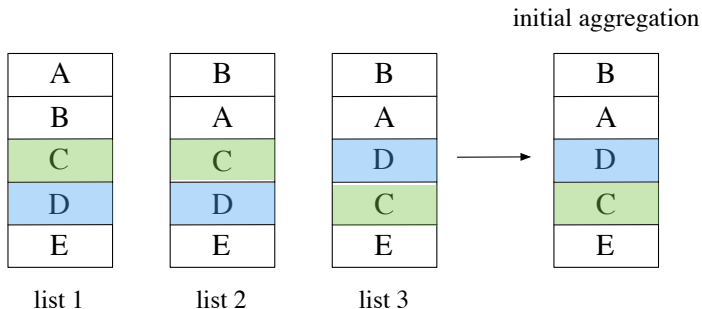 initial aggregation
A B B B
B A A A
C C D D
D D C C
E E E E
list 1 list 2 list 3